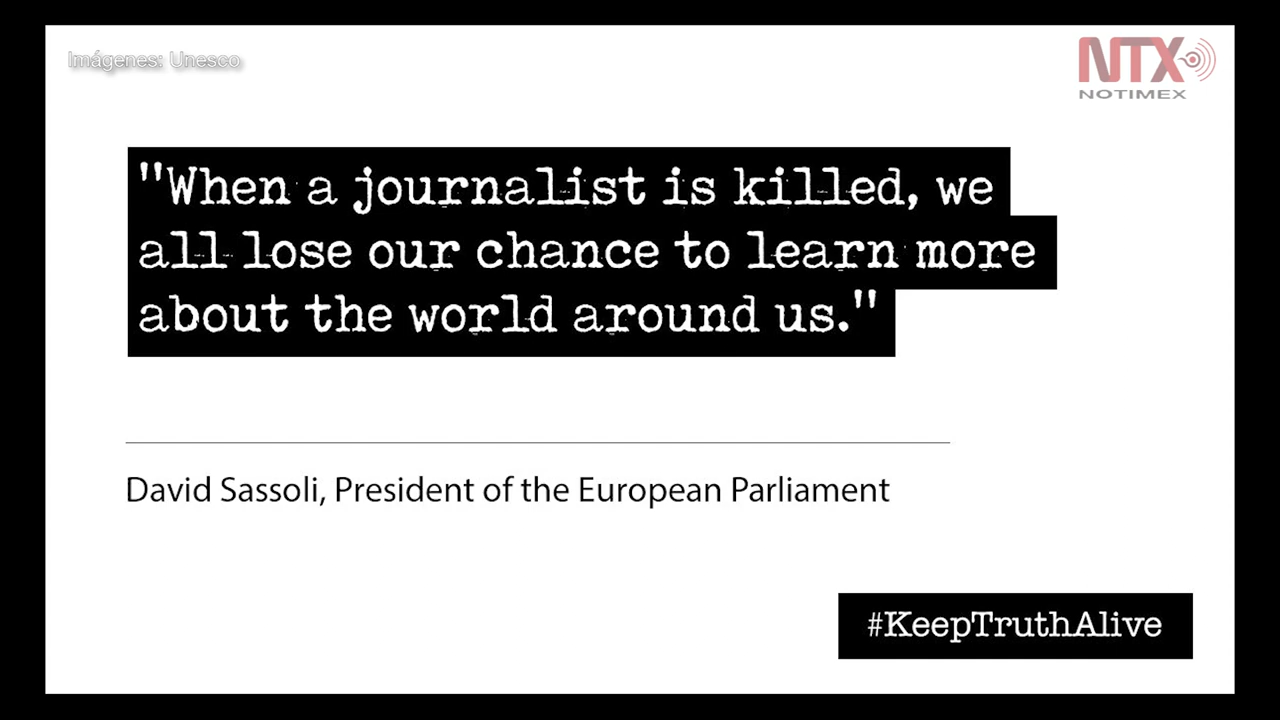 Imágenes: Unesco
NTX
NOTIMEX
"When a journalist is killed, we
all lose our chance to learn more
about the world around us."
David Sassoli, President of the European Parliament
#KeepTruthAlive